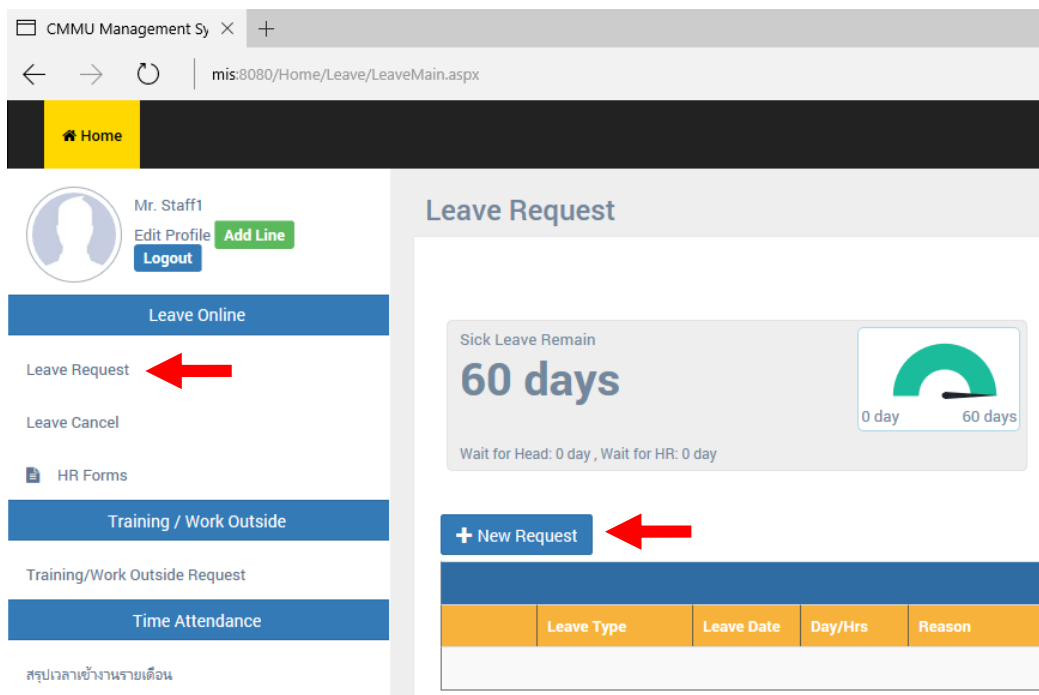 CMMU Management Sy
mis:8080/Home/Leave/LeaveMain.aspx
Home
Mr. Staff1
Edit Profile Add Line
Logout
Leave Online
Leave Request
Leave Cancel
HR Forms
Training / Work Outside
Training/Work Outside Request
Time Attendance
สรุปเวลาเข้างานรายเดือน
Leave Request
Sick Leave Remain
60 days
0 day 60 days
Wait for Head: 0 day , Wait for HR: 0 day
New Request
Leave Type Leave Date Day/Hrs Reason